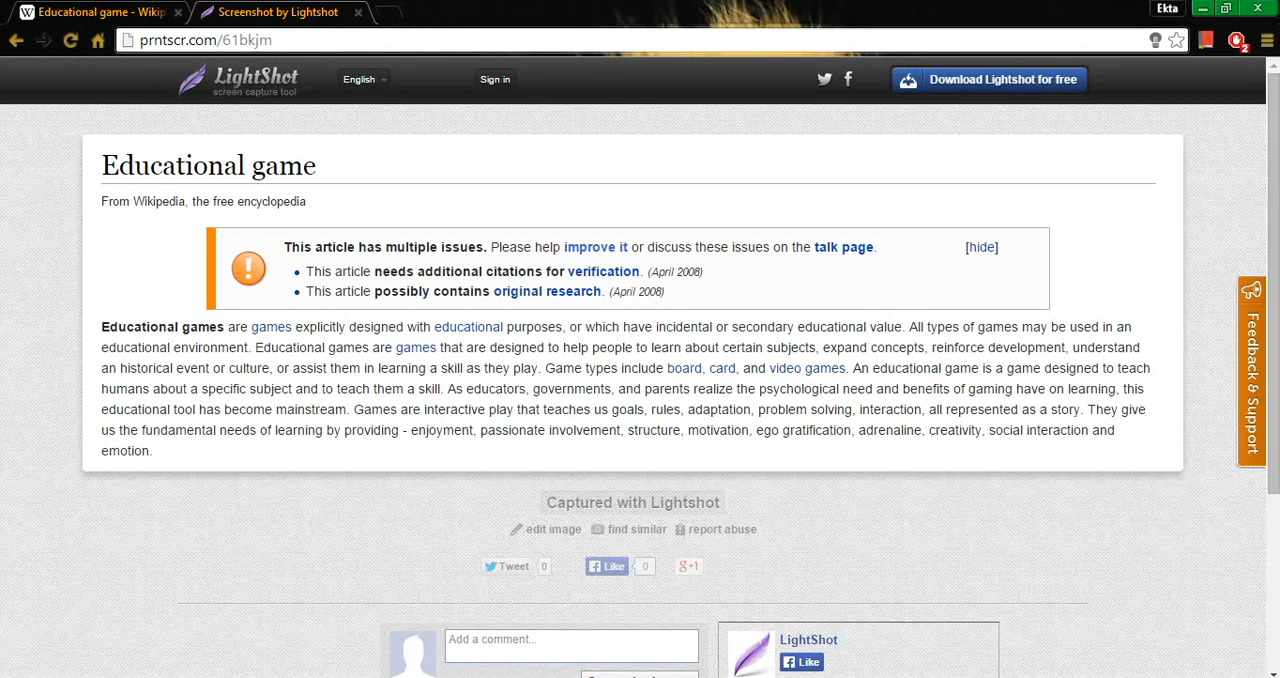 Educational game - Wikip
Screenshot by Lightshot
Ekta
prntscr.com/61bkjm
2
LightShot
screen capture tool
English
Sign in
Download Lightshot for free
Educational game
From Wikipedia, the free encyclopedia
This article has multiple issues. Please help improve it or discuss these issues on the talk page. [hide]
• This article needs additional citations for verification. (April 2008)
• This article possibly contains original research. (April 2008)
Educational games are games explicitly designed with educational purposes, or which have incidental or secondary educational value. All types of games may be used in an
educational environment. Educational games are games that are designed to help people to learn about certain subjects, expand concepts, reinforce development, understand
an historical event or culture, or assist them in learning a skill as they play. Game types include board, card, and video games. An educational game is a game designed to teach
humans about a specific subject and to teach them a skill. As educators, governments, and parents realize the psychological need and benefits of gaming have on learning, this
educational tool has become mainstream. Games are interactive play that teaches us goals, rules, adaptation, problem solving, interaction, all represented as a story. They give
us the fundamental needs of learning by providing - enjoyment, passionate involvement, structure, motivation, ego gratification, adrenaline, creativity, social interaction and
emotion.
Feedback & Support
Captured with Lightshot
edit image find similar report abuse
Tweet 0 Like 0 g+1
Add a comment...
LightShot
Like